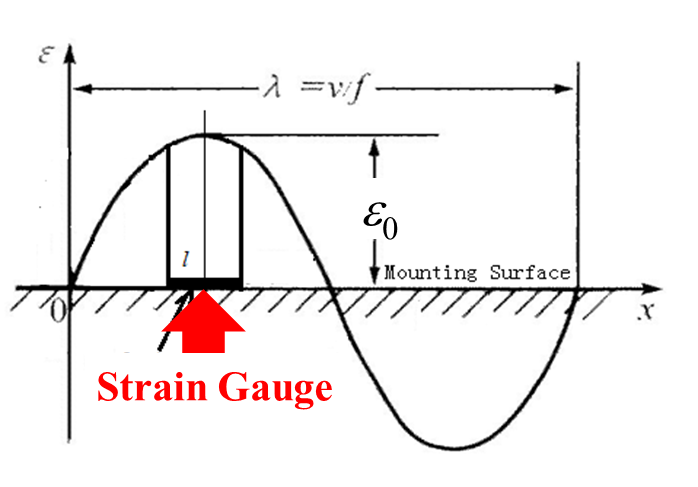 ε
λ =v/f
ε0
l
Mounting Surface
0
x
Strain Gauge